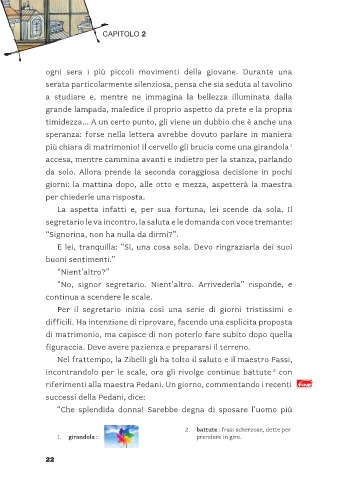 CAPITOLO 2
ogni sera i più piccoli movimenti della giovane. Durante una
serata particolarmente silenziosa, pensa che sia seduta al tavolino
a studiare e, mentre ne immagina la bellezza illuminata dalla
grande lampada, maledice il proprio aspetto da prete e la propria
timidezza... A un certo punto, gli viene un dubbio che è anche una
speranza: forse nella lettera avrebbe dovuto parlare in maniera
più chiara di matrimonio! Il cervello gli brucia come una girandola1
accesa, mentre cammina avanti e indietro per la stanza, parlando
da solo. Allora prende la seconda coraggiosa decisione in pochi
giorni: la mattina dopo, alle otto e mezza, aspetterà la maestra
per chiederle una risposta.
La aspetta infatti e, per sua fortuna, lei scende da sola. Il
segretario le va incontro, la saluta e le domanda con voce tremante:
"Signorina, non ha nulla da dirmi?".
E lei, tranquilla: "Sì, una cosa sola. Devo ringraziarla dei suoi
buoni sentimenti."
"Nient'altro?"
"No, signor segretario. Nient'altro. Arrivederla" risponde, e
continua a scendere le scale.
Per il segretario inizia così una serie di giorni tristissimi e
difficili. Ha intenzione di riprovare, facendo una esplicita proposta
di matrimonio, ma capisce di non poterlo fare subito dopo quella
figuraccia. Deve avere pazienza e prepararsi il terreno.
Nel frattempo, la Zibelli gli ha tolto il saluto e il maestro Fassi,
incontrandolo per le scale, ora gli rivolge continue battute2 con
riferimenti alla maestra Pedani. Un giorno, commentando i recenti
successi della Pedani, dice:
"Che splendida donna! Sarebbe degna di sposare l'uomo più
1. girandola :
2. battute : frasi scherzose, dette per
prendere in giro.
22